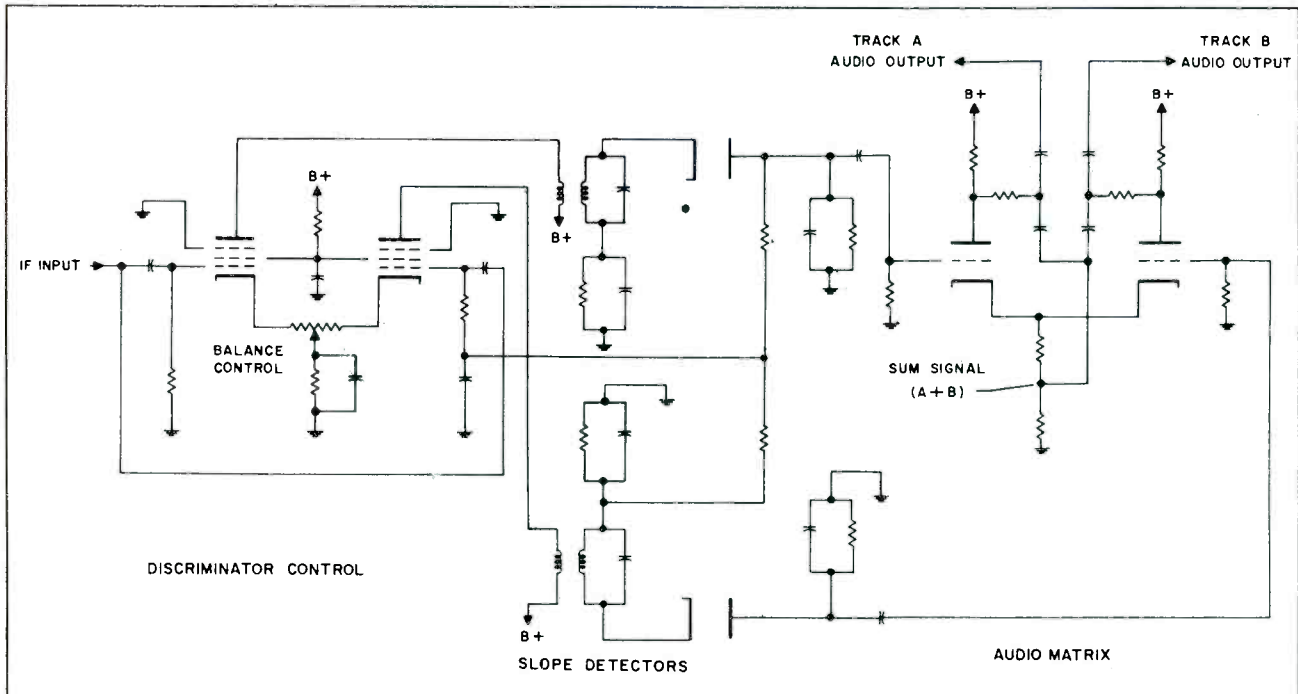 TRACK A
AUDIO OUTPUT
TRACK B
AUDIO OUTPUT
B+
B+
B+
B+
IF INPUT
BALANCE
CONTROL
SUM SIGNAL
(A+B)
DISCRIMINATOR CONTROL
B+
SLOPE DETECTORS
AUDIO MATRIX